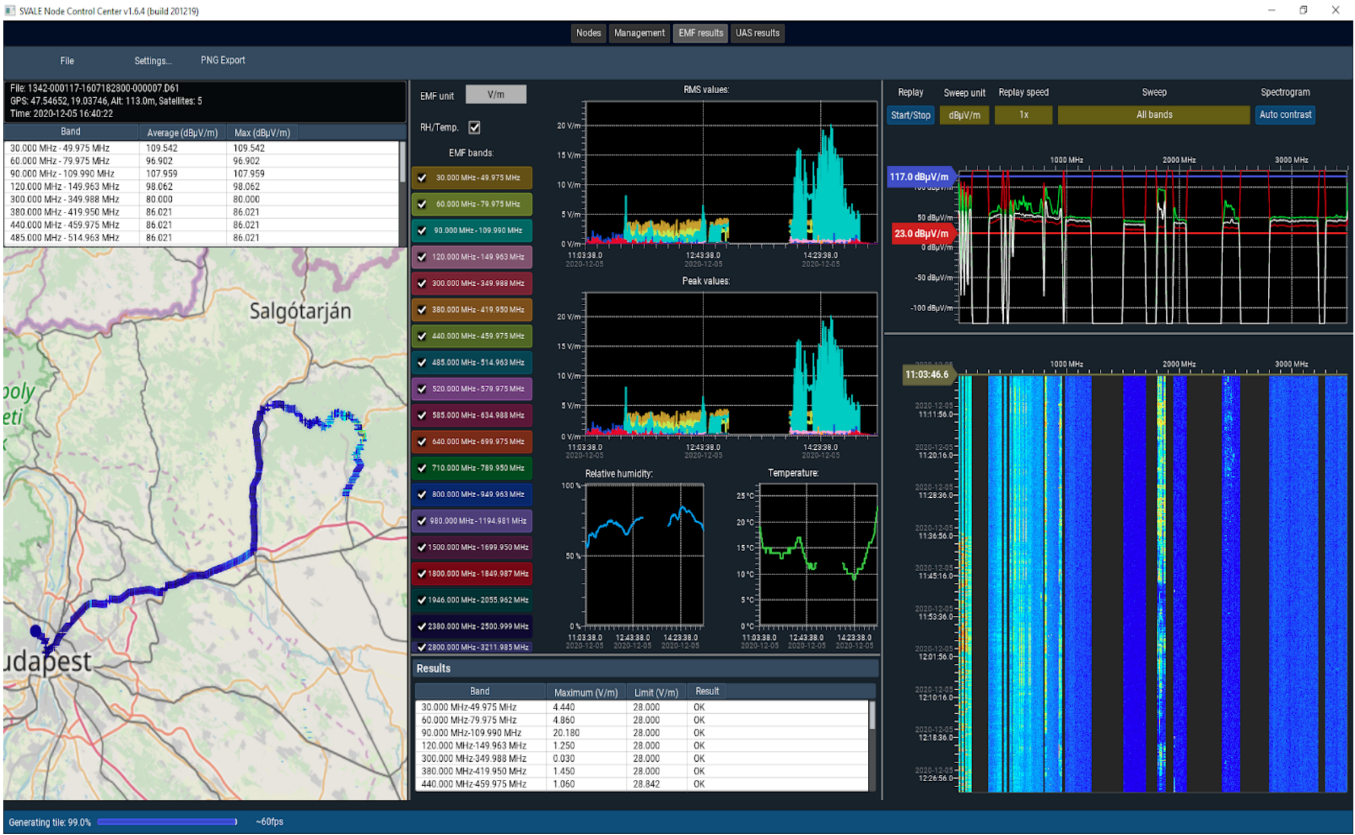 SVALE Node Control Center v1.6.4 (build 201219)
Nodes Management EMF results UAS results
File Settings... PNG Export
File: 1342-000117-1607182800-000007.D61
GPS: 47.54652, 19.03746, Alt: 113.0m, Satellites: 5
Time: 2020-12-05 16:40:22
Band Average (dBµV/m) Max (dBµV/m)
30.000 MHz - 49.975 MHz 109.542 109.542
60.000 MHz - 79.975 MHz 96.902 96.902
90.000 MHz - 109.990 MHz 107.959 107.959
120.000 MHz - 149.963 MHz 98.062 98.062
300.000 MHz - 349.988 MHz 80.000 80.000
380.000 MHz - 419.950 MHz 86.021 86.021
440.000 MHz - 459.975 MHz 86.021 86.021
485.000 MHz - 514.963 MHz 86.021 86.021
Salgótarján
poly
eti
k
udapest
EMF unit V/m
RH/Temp.
EMF bands:
30.000 MHz-49.975 MHz
60.000 MHz-79.975 MHz
90.000 MHz-109.990 MHz
120.000 MHz-149.963 MHz
300.000 MHz-349.988 MHz
380.000 MHz-419.950 MHz
440.000 MHz-459.975 MHz
485.000 MHz-514.963 MHz
520.000 MHz-579.975 MHz
585.000 MHz-634.988 MHz
640.000 MHz-699.975 MHz
710.000 MHz-789.950 MHz
800.000 MHz-949.963 MHz
980.000 MHz-1194.981 MHz
1500.000 MHz-1699.950 MHz
1800.000 MHz-1849.987 MHz
1946.000 MHz-2055.962 MHz
2380.000 MHz-2500.999 MHz
2800.000 MHz-3211.985 MHz
RMS values:
20 V/m
15 V/m
10 V/m
5 V/m
0 V/m
11:03:38.0 12:43:38.0 14:23:38.0
2020-12-05 2020-12-05 2020-12-05
Peak values:
20 V/m
15 V/m
10 V/m
5 V/m
0 V/m
11:03:38.0 12:43:38.0 14:23:38.0
2020-12-05 2020-12-05 2020-12-05
Relative humidity:
100 %
50 %
0 %
11:03:38.0 12:43:38.0 14:23:38.0
2020-12-05 2020-12-05 2020-12-05
Temperature:
25 °C
20 °C
15 °C
10 °C
5 °C
0 °C
11:03:38.0 12:43:38.0 14:23:38.0
2020-12-05 2020-12-05 2020-12-05
Results
Band Maximum (V/m) Limit (V/m) Result
30.000 MHz-49.975 MHz 4.440 28.000 OK
60.000 MHz-79.975 MHz 4.860 28.000 OK
90.000 MHz-109.990 MHz 20.180 28.000 OK
120.000 MHz-149.963 MHz 1.250 28.000 OK
300.000 MHz-349.988 MHz 0.030 28.000 OK
380.000 MHz-419.950 MHz 1.450 28.000 OK
440.000 MHz-459.975 MHz 1.060 28.842 OK
Replay Sweep unit Replay speed Sweep Spectrogram
Start/Stop dBµV/m 1x All bands Auto contrast
1000 MHz 2000 MHz 3000 MHz
117.0 dBµV/m
50 dBµV/m
23.0 dBµV/m
0 dBµV/m
-50 dBµV/m
-100 dBµV/m
1000 MHz 2000 MHz 3000 MHz
11:03:46.6
2020-12-05
11:11:56.0
2020-12-05
11:20:16.0
2020-12-05
11:28:36.0
2020-12-05
11:36:56.0
2020-12-05
11:45:16.0
2020-12-05
11:53:36.0
2020-12-05
12:01:56.0
2020-12-05
12:10:16.0
2020-12-05
12:18:36.0
2020-12-05
12:26:56.0
Generating tile: 99.0% ~60fps